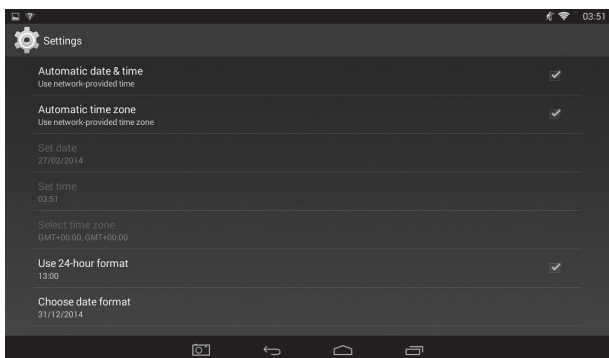 03:51
Settings
Automatic date & time
Use network-provided time
Automatic time zone
Use network-provided time zone
Set date
27/02/2014
Set time
03:51
Select time zone
GMT+00:00, GMT+00:00
Use 24-hour format
13:00
Choose date format
31/12/2014